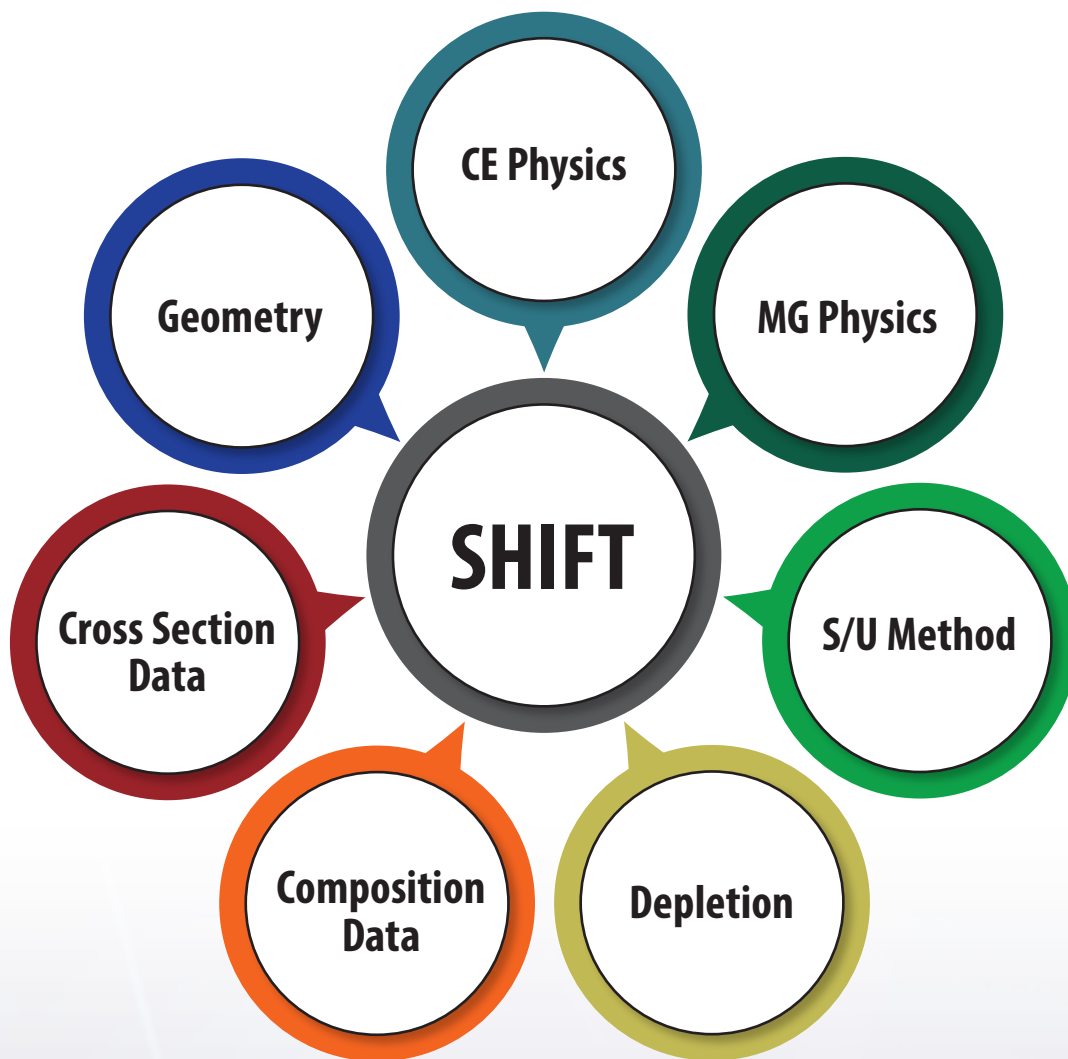 CE Physics
Geometry
MG Physics
SHIFT
Cross Section
Data
S/U Method
Composition
Data
Depletion